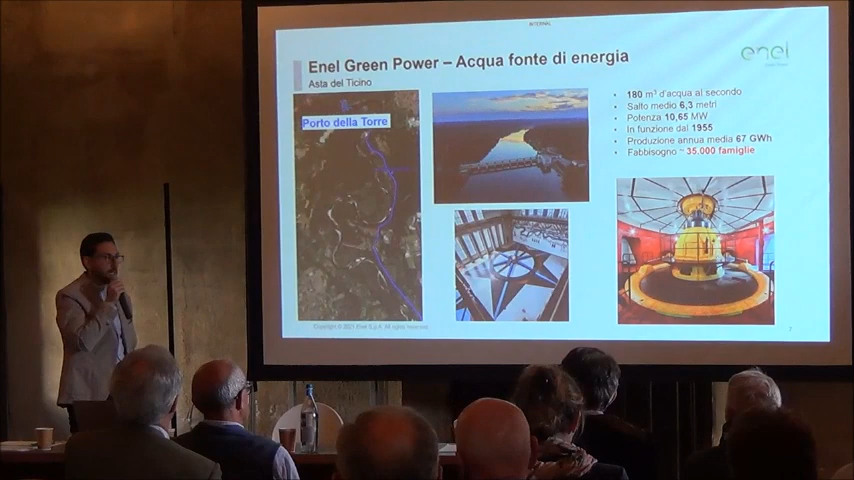 INTERNAL
Enel Green Power – Acqua fonte di energia
enel
Asta del Ticino
Porto della Torre
• 180 m³ d'acqua al secondo
• Salto medio 6,3 metri
• Potenza 10,65 MW
• In funzione dal 1955
• Produzione annua media 67 GWh
• Fabbisogno ~ 35.000 famiglie
Copyright © 2021 Enel S.p.A. All rights reserved.
7